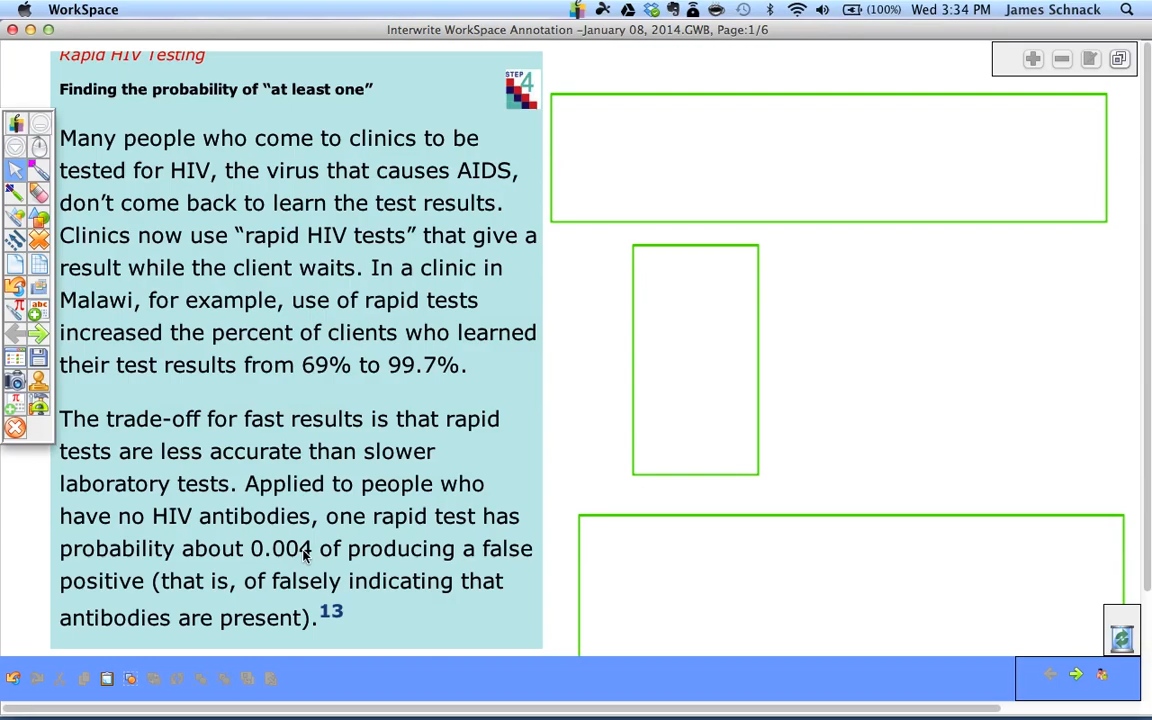 WorkSpace
(100%) Wed 3:34 PM James Schnack
Interwrite WorkSpace Annotation -January 08, 2014.GWB, Page:1/6
Rapid HIV Testing
Finding the probability of “at least one”
STEP 4
Many people who come to clinics to be
tested for HIV, the virus that causes AIDS,
don’t come back to learn the test results.
Clinics now use “rapid HIV tests” that give a
result while the client waits. In a clinic in
Malawi, for example, use of rapid tests
increased the percent of clients who learned
their test results from 69% to 99.7%.
The trade-off for fast results is that rapid
tests are less accurate than slower
laboratory tests. Applied to people who
have no HIV antibodies, one rapid test has
probability about 0.004 of producing a false
positive (that is, of falsely indicating that
antibodies are present).13
π
abc
π